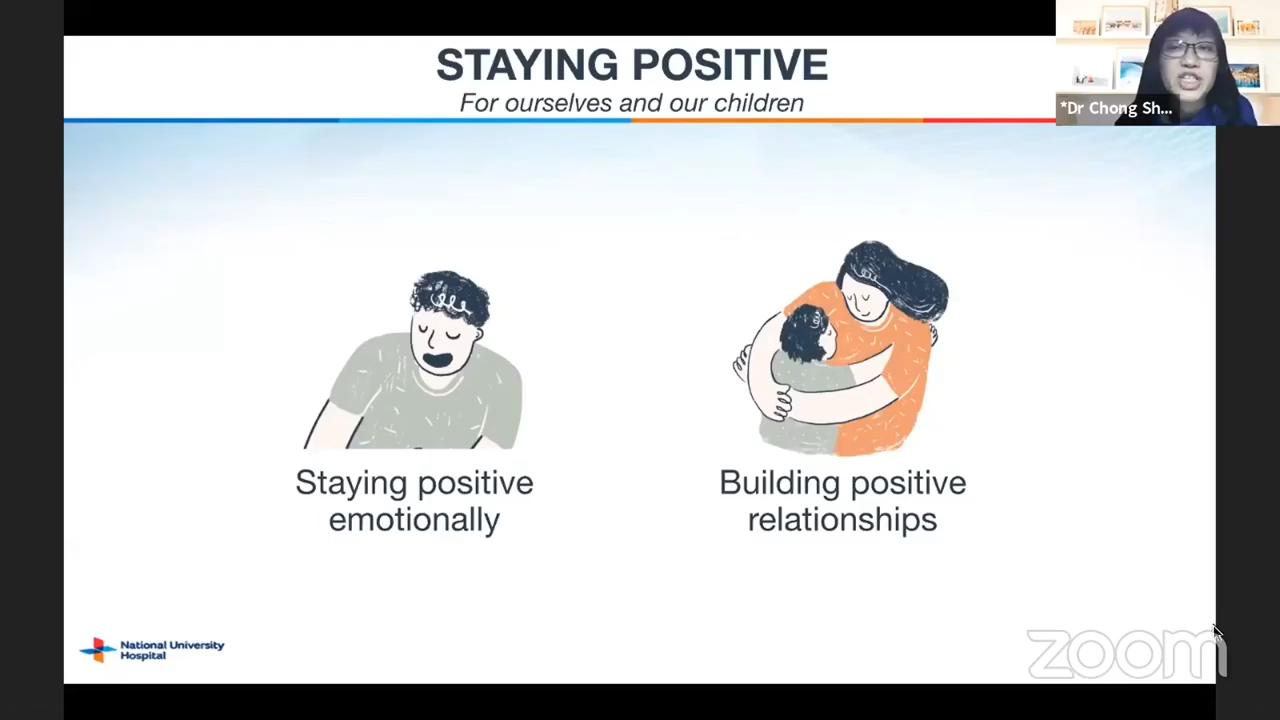 STAYING POSITIVE
For ourselves and our children
*Dr Chong Sh...
Staying positive
emotionally
Building positive
relationships
National University
Hospital
zoom